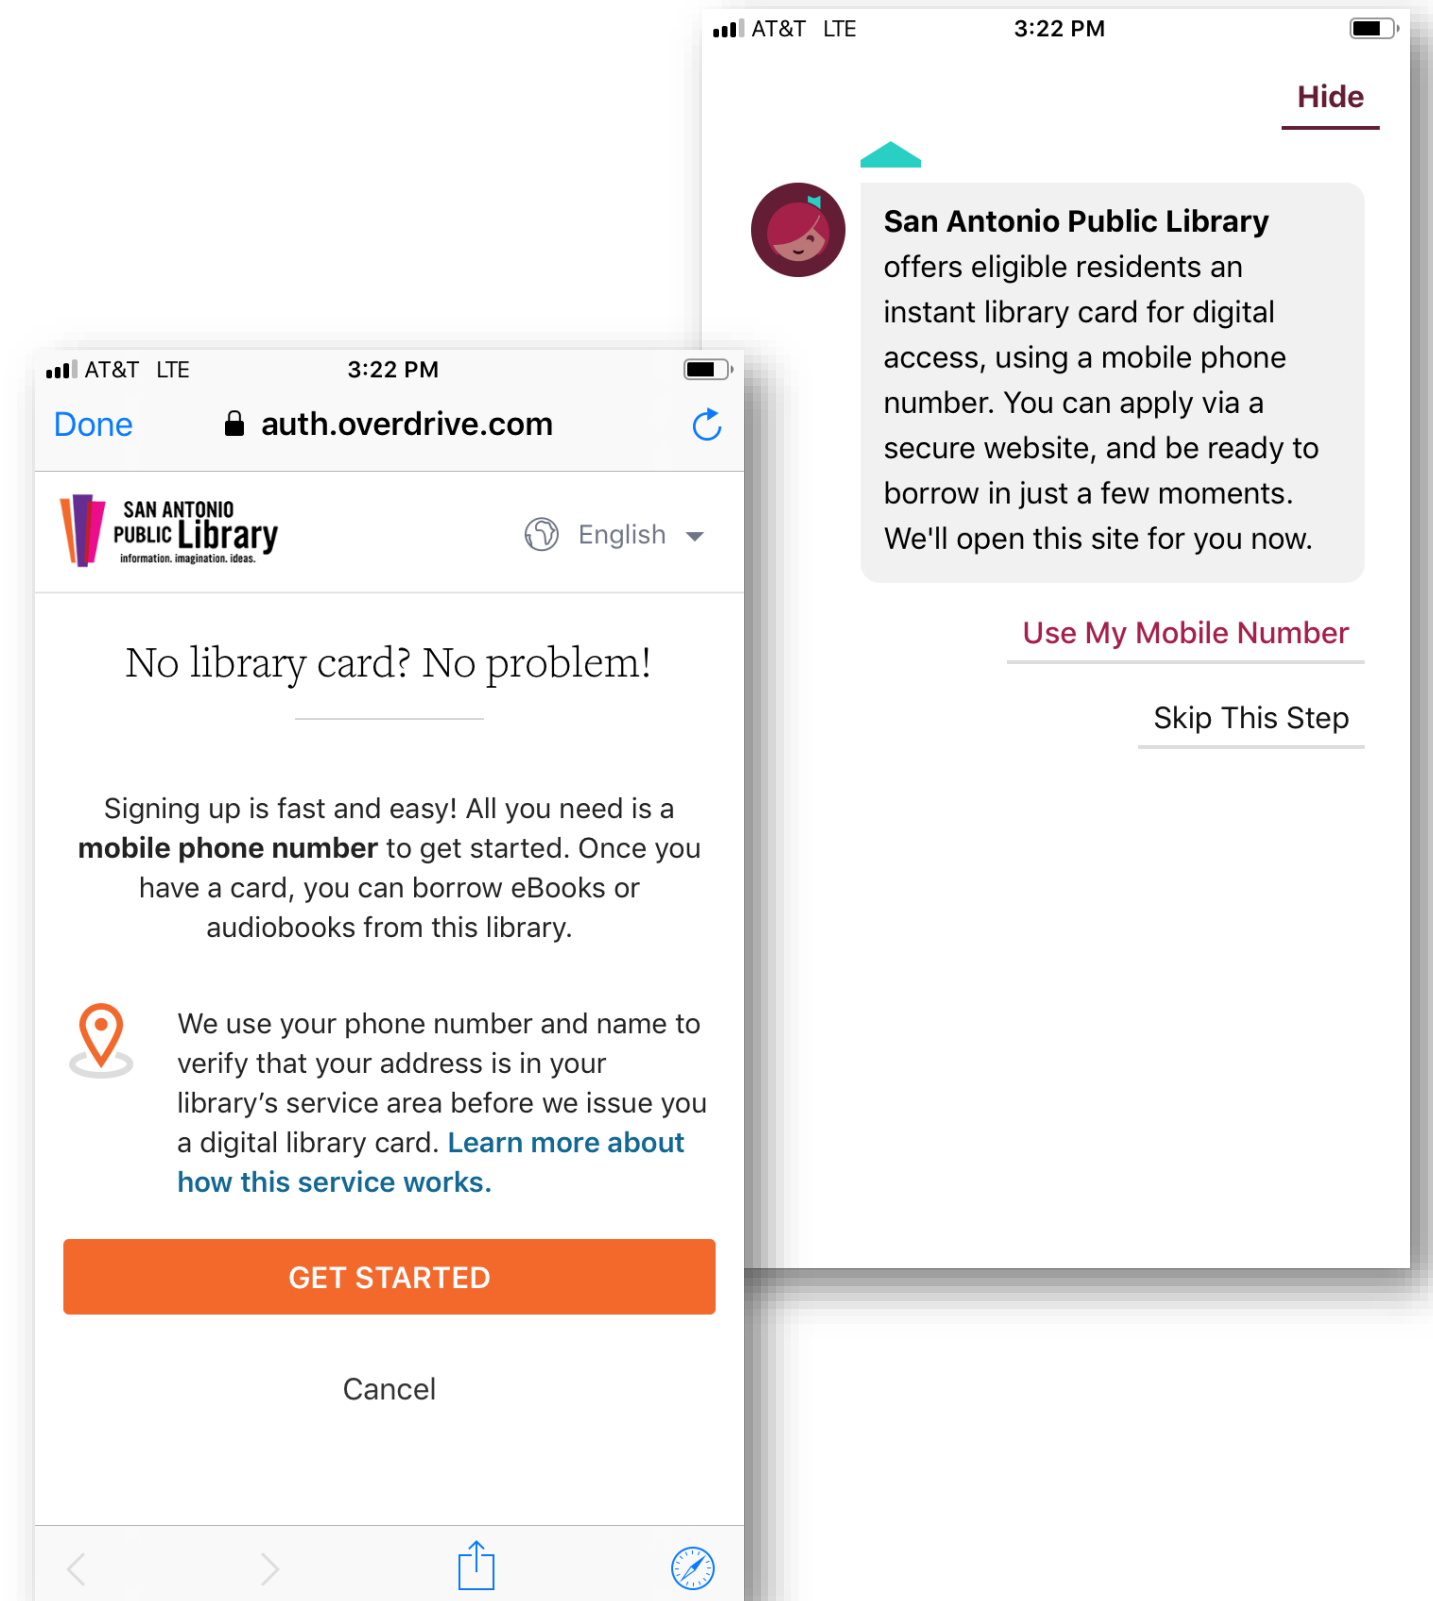 AT&T LTE 3:22 PM
Hide
San Antonio Public Library
offers eligible residents an
instant library card for digital
access, using a mobile phone
number. You can apply via a
secure website, and be ready to
borrow in just a few moments.
We'll open this site for you now.
Use My Mobile Number
Skip This Step
AT&T LTE 3:22 PM
Done auth.overdrive.com
SAN ANTONIO
PUBLIC Library
information. imagination. ideas.
English
No library card? No problem!
Signing up is fast and easy! All you need is a
mobile phone number to get started. Once you
have a card, you can borrow eBooks or
audiobooks from this library.
We use your phone number and name to
verify that your address is in your
library’s service area before we issue you
a digital library card. Learn more about
how this service works.
GET STARTED
Cancel